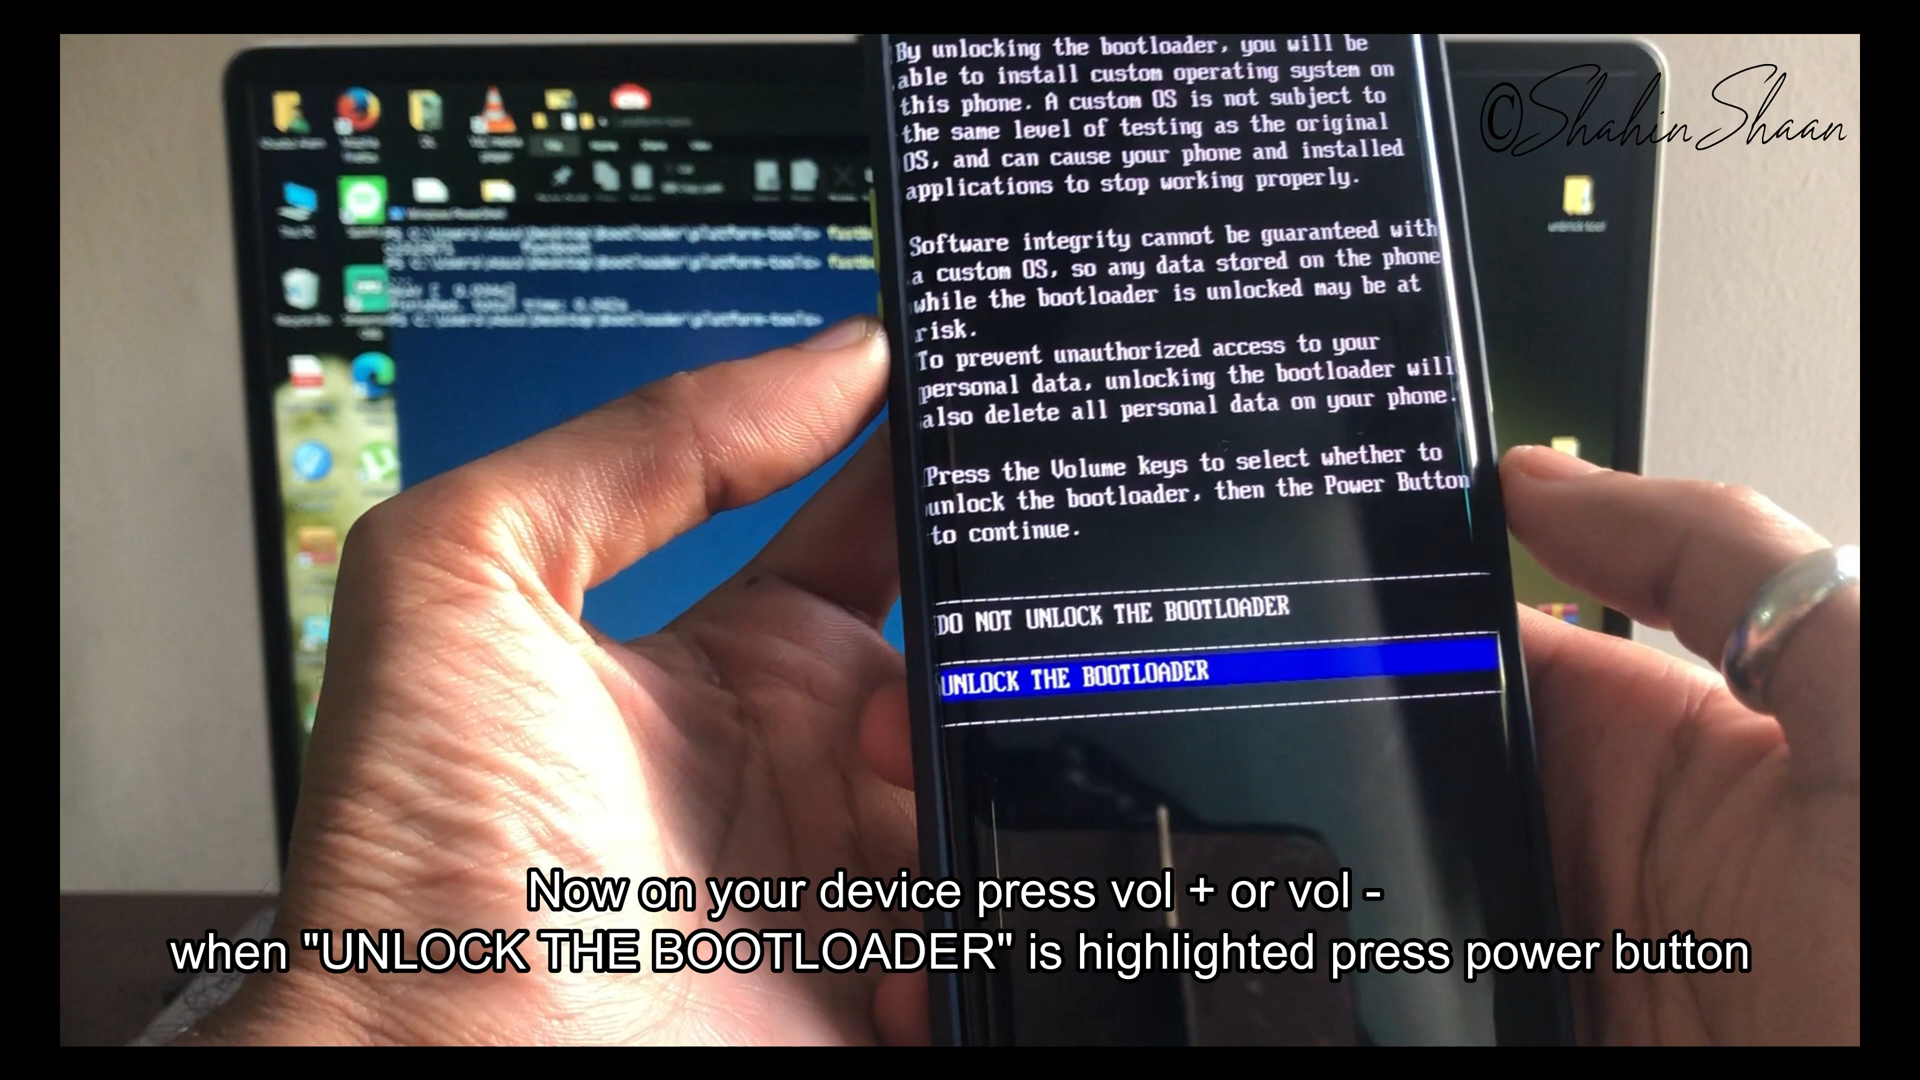 By unlocking the bootloader, you will be
able to install custom operating system on
this phone. A custom OS is not subject to
the same level of testing as the original
OS, and can cause your phone and installed
applications to stop working properly.
Software integrity cannot be guaranteed with
a custom OS, so any data stored on the phone
while the bootloader is unlocked may be at
risk.
To prevent unauthorized access to your
personal data, unlocking the bootloader will
also delete all personal data on your phone.
Press the Volume keys to select whether to
unlock the bootloader, then the Power Button
to continue.
DO NOT UNLOCK THE BOOTLOADER
UNLOCK THE BOOTLOADER
©Shahin Shaan
Now on your device press vol + or vol -
when "UNLOCK THE BOOTLOADER" is highlighted press power button